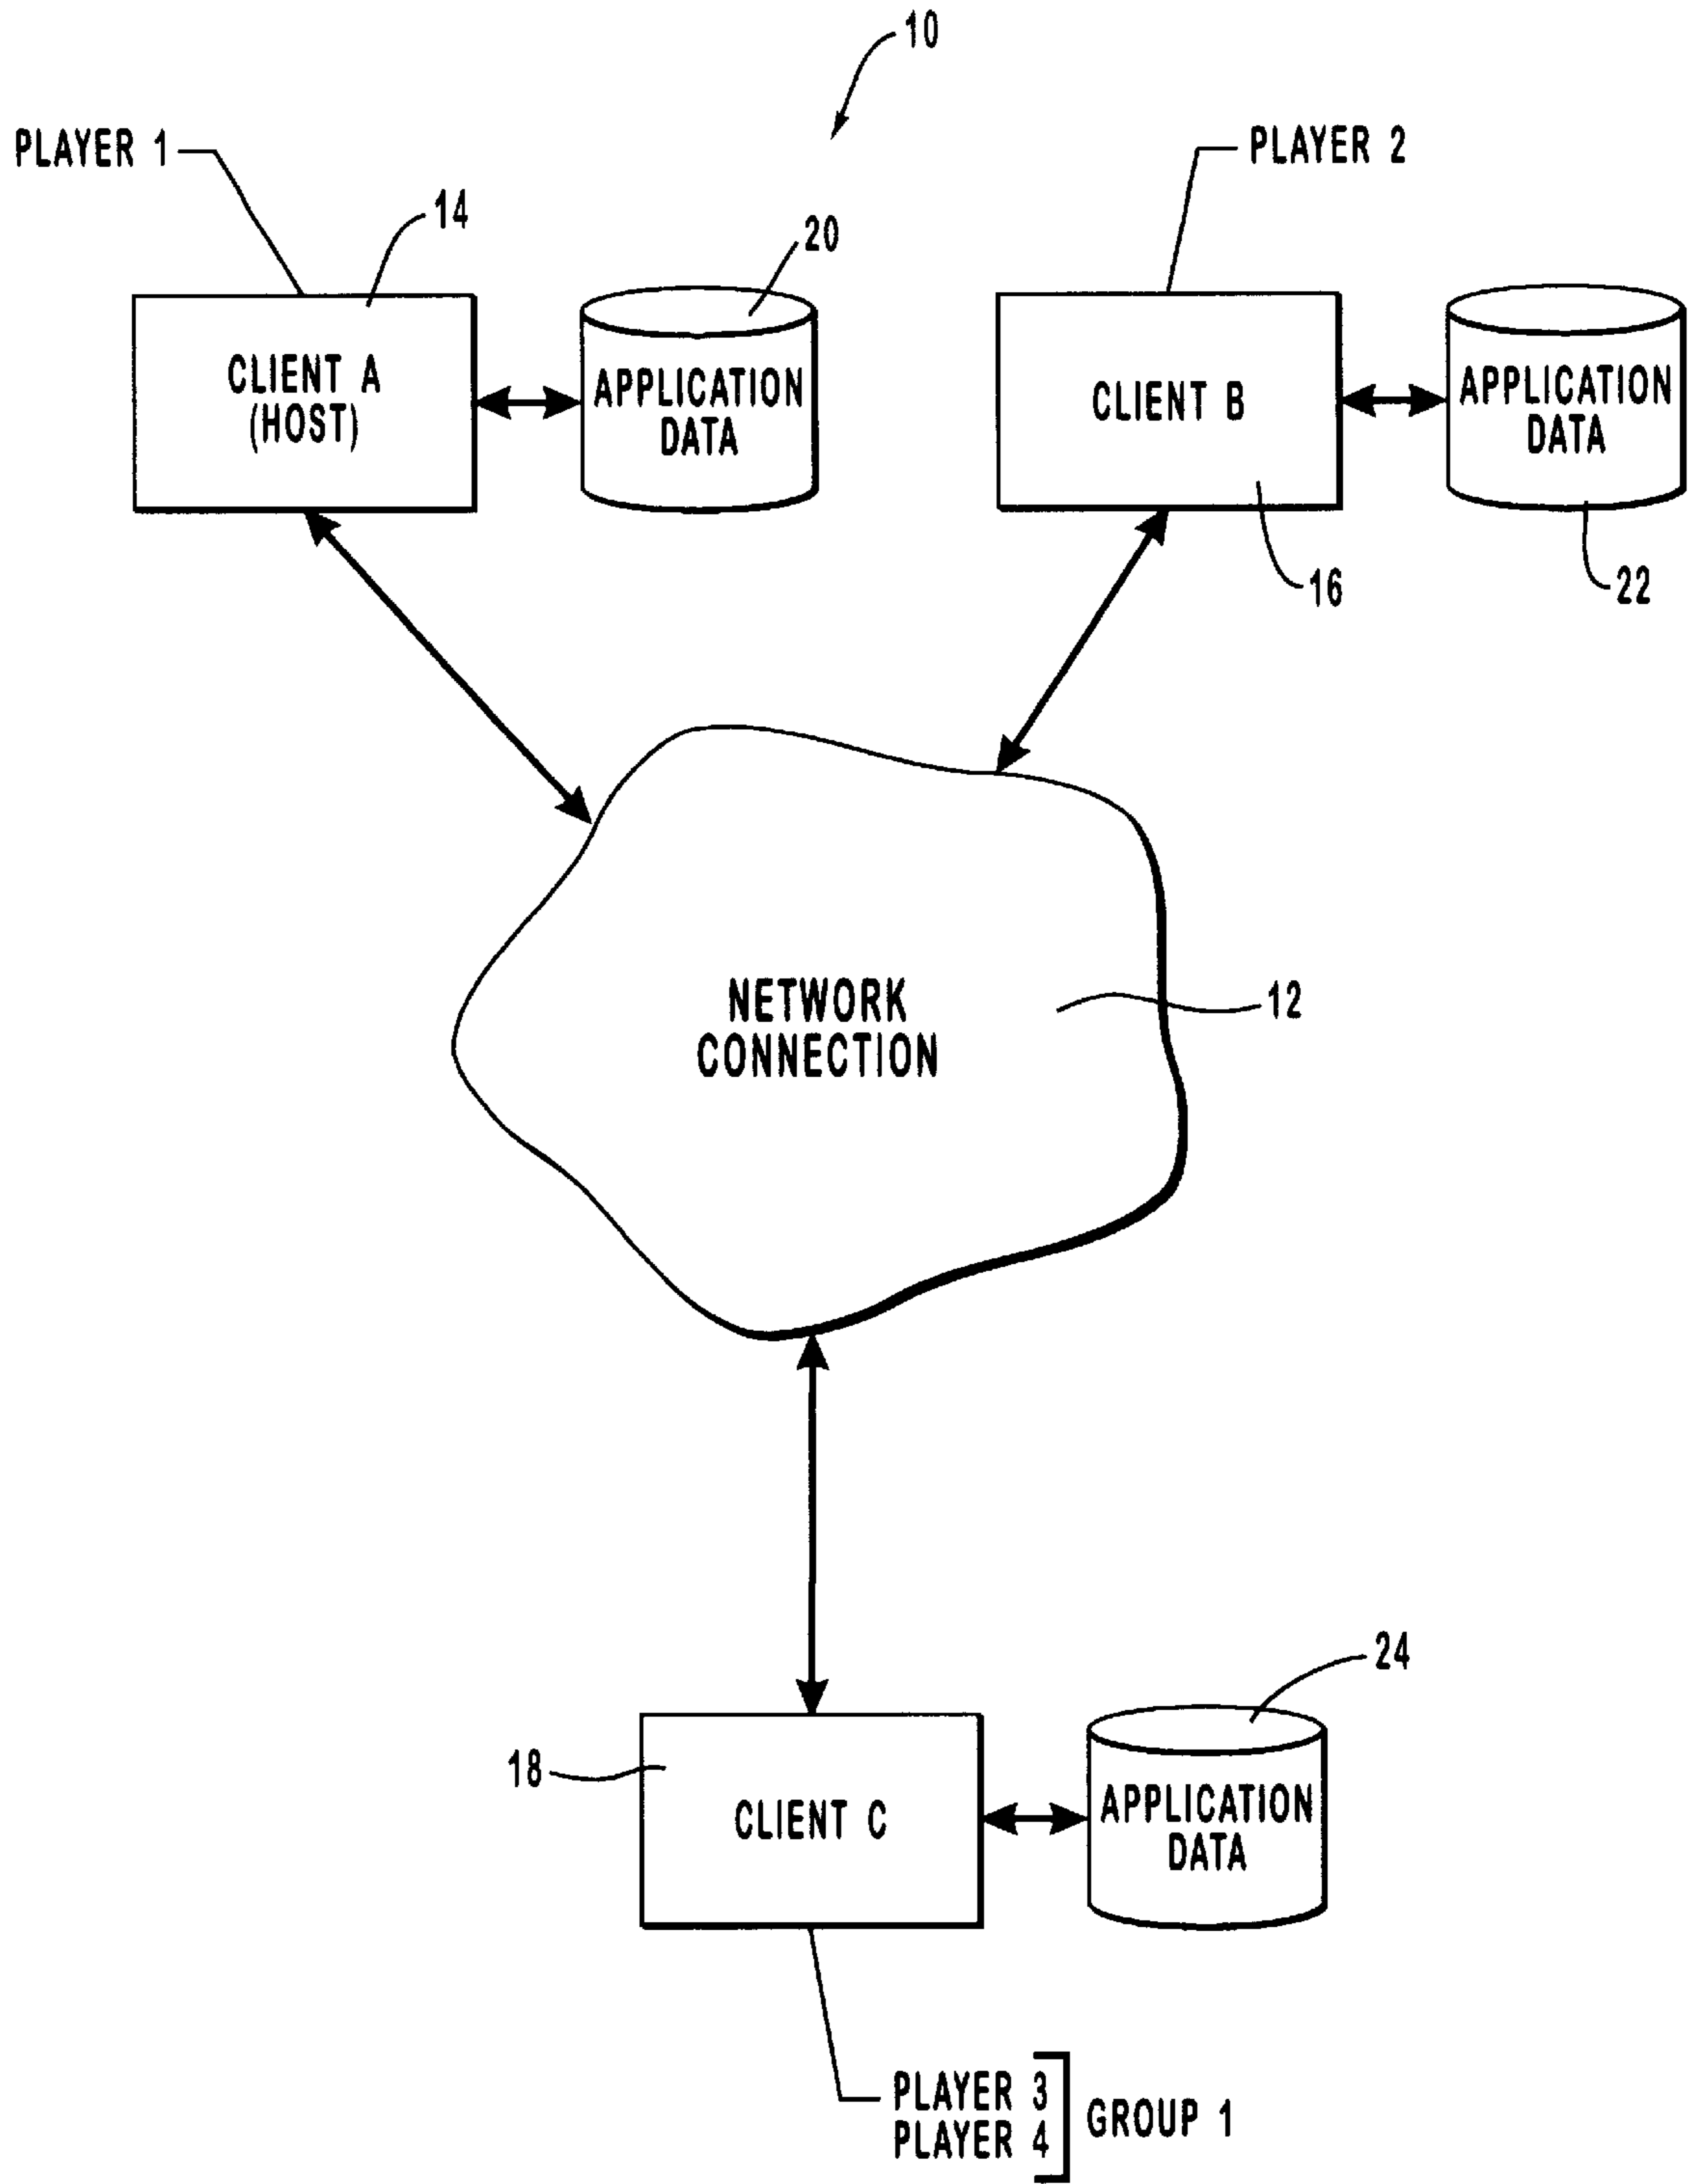 10
PLAYER 1
PLAYER 2
14
20
CLIENT A
(HOST)
APPLICATION
DATA
CLIENT B
APPLICATION
DATA
16
22
NETWORK
CONNECTION
12
24
18
CLIENT C
APPLICATION
DATA
PLAYER 3
PLAYER 4
GROUP 1